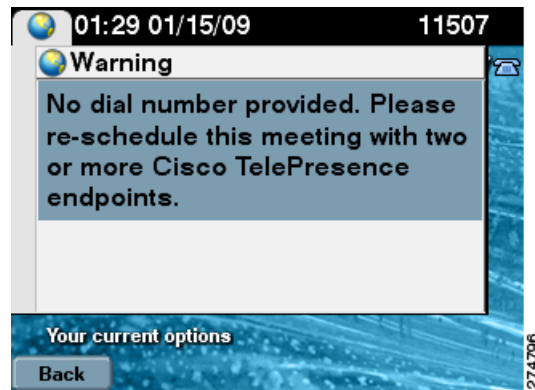 01:29 01/15/09 11507
Warning
No dial number provided. Please
re-schedule this meeting with two
or more Cisco TelePresence
endpoints.
Your current options
Back
274796